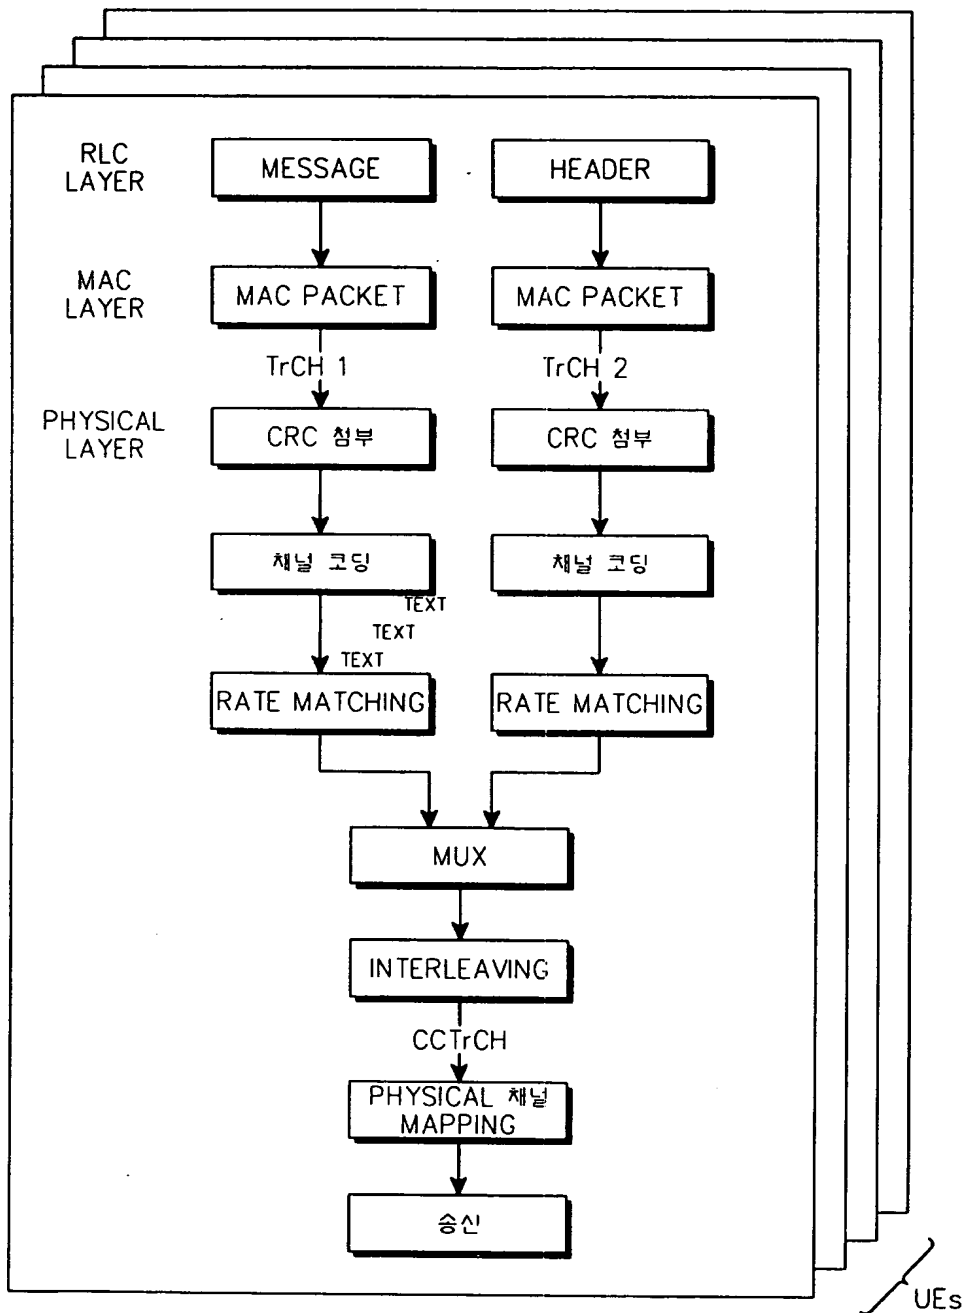 RLC
LAYER
MESSAGE
HEADER
MAC
LAYER
MAC PACKET
MAC PACKET
TrCH 1
TrCH 2
PHYSICAL
LAYER
CRC 첨부
CRC 첨부
채널 코딩
채널 코딩
TEXT
TEXT
TEXT
RATE MATCHING
RATE MATCHING
MUX
INTERLEAVING
CCTrCH
PHYSICAL 채널
MAPPING
송신
UEs